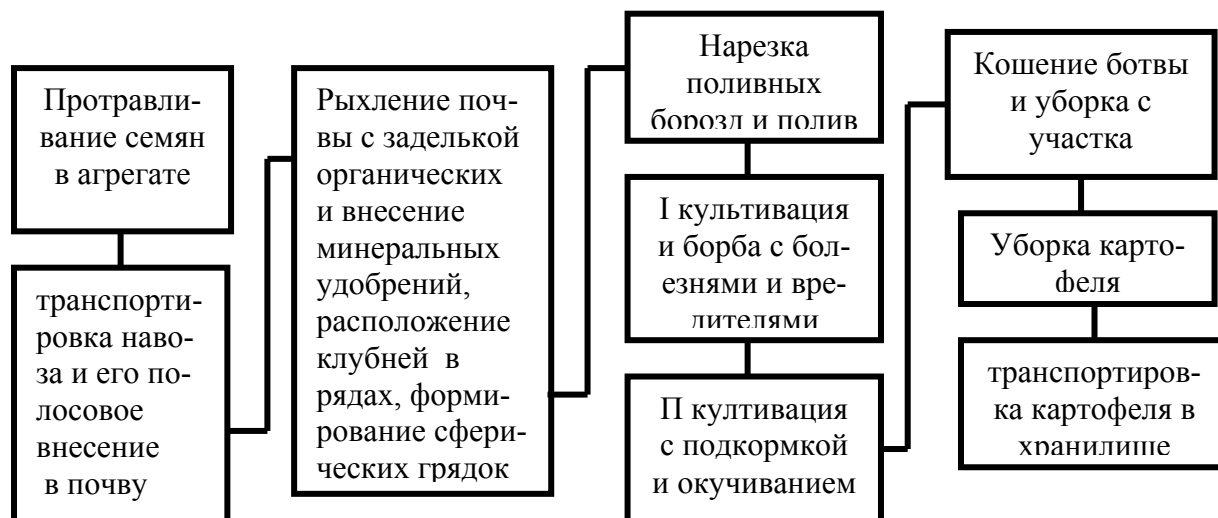 Протравли-
вание семян
в агрегате
транспорти-
ровка наво-
за и его по-
лосовое
внесение
в почву
Рыхление поч-
вы с заделькой
органических
и внесение
минеральных
удобрений,
расположение
клубней в
рядах, форми-
рование сфери-
ческих грядок
Нарезка
поливных
борозд и полив
I культивация
и борба с бол-
езнями и вре-
дителями
П култивация
с подкормкой
и окучиванием
Кошение ботвы
и уборка с
участка
Уборка карто-
феля
транспортиров-
ка картофеля в
хранилище